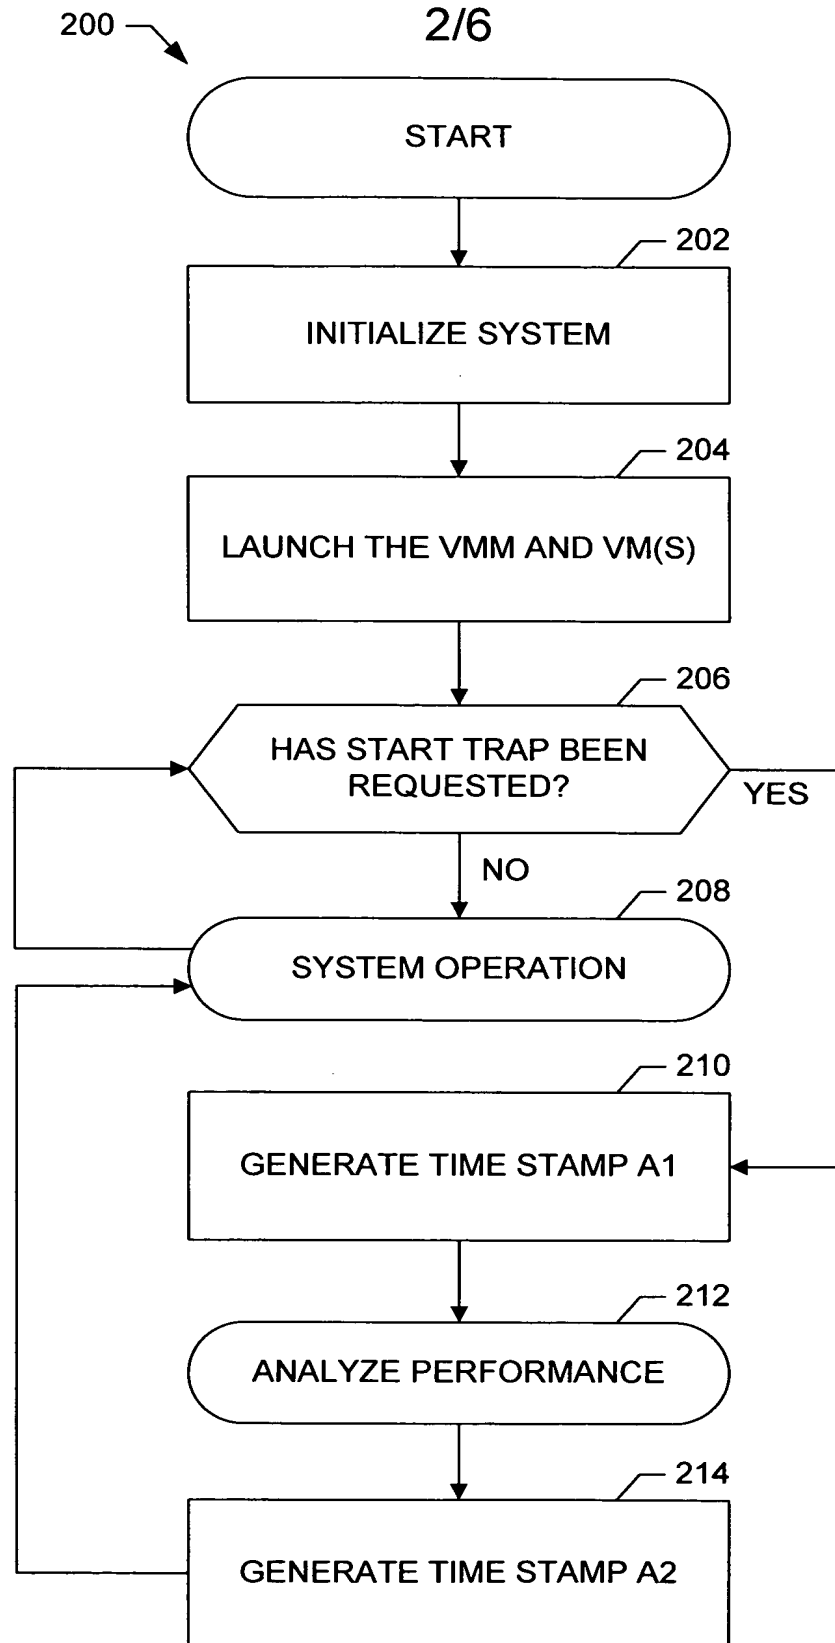 200
2/6
START
202
INITIALIZE SYSTEM
204
LAUNCH THE VMM AND VM(S)
206
HAS START TRAP BEEN
REQUESTED?
YES
NO
208
SYSTEM OPERATION
210
GENERATE TIME STAMP A1
212
ANALYZE PERFORMANCE
214
GENERATE TIME STAMP A2